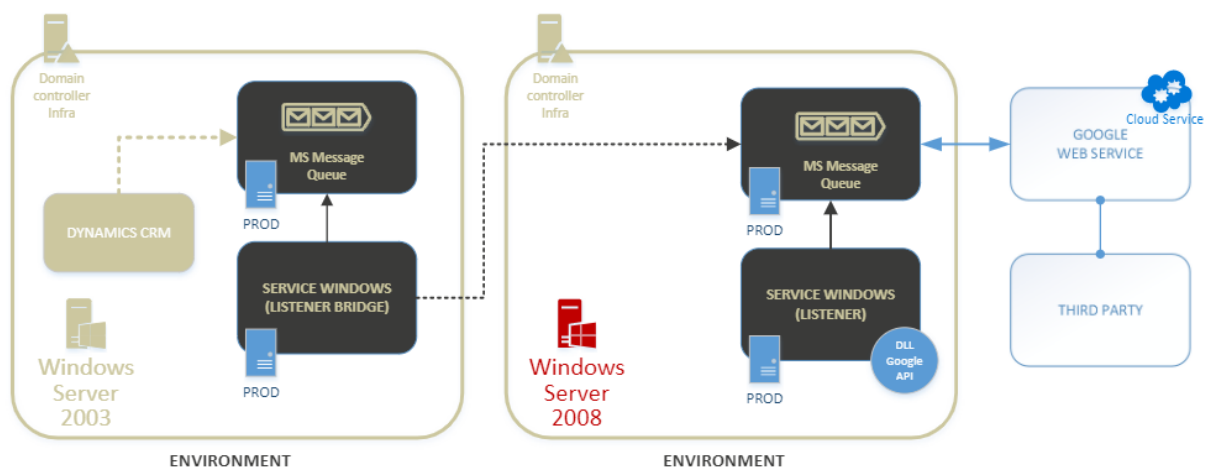 Domain
controller
Infra
MS Message
Queue
PROD
DYNAMICS CRM
SERVICE WINDOWS
(LISTENER BRIDGE)
PROD
Windows
Server
2003
ENVIRONMENT
Domain
controller
Infra
MS Message
Queue
PROD
SERVICE WINDOWS
(LISTENER)
DLL
Google
API
PROD
Windows
Server
2008
ENVIRONMENT
Cloud Service
GOOGLE
WEB SERVICE
THIRD PARTY